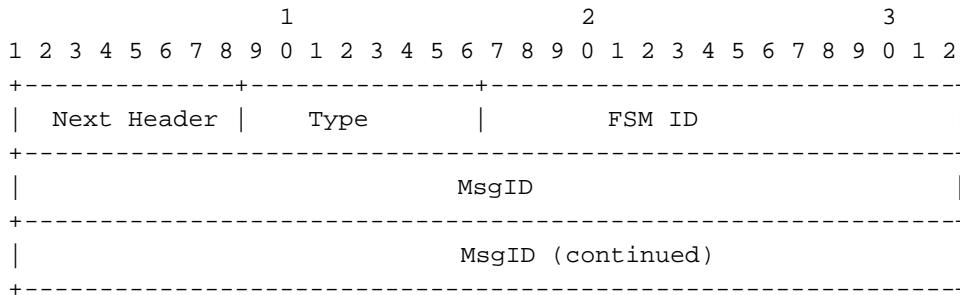 1 2 3
1 2 3 4 5 6 7 8 9 0 1 2 3 4 5 6 7 8 9 0 1 2 3 4 5 6 7 8 9 0 1 2
+--------------+---------------+-------------------------------
| Next Header | Type | FSM ID |
+---------------------------------------------------------------
| MsgID |
+---------------------------------------------------------------
| MsgID (continued)
+---------------------------------------------------------------